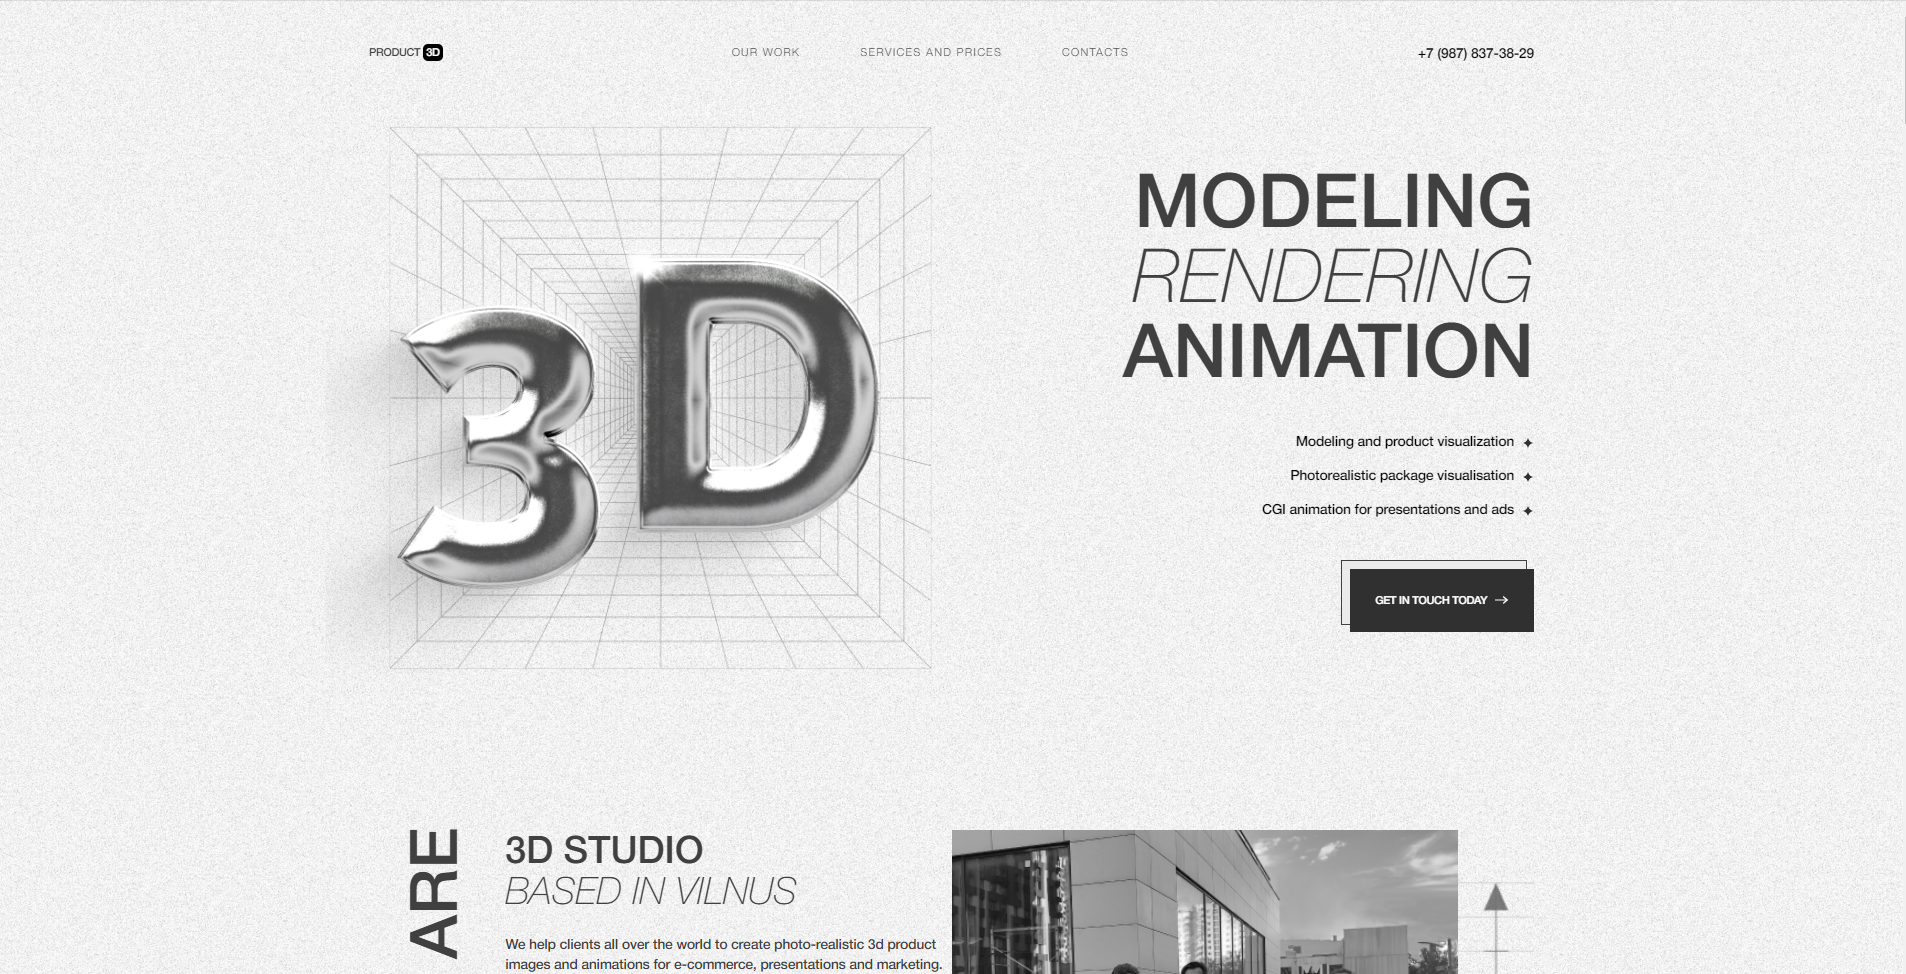 PRODUCT 3D
OUR WORK
SERVICES AND PRICES
CONTACTS
+7 (987) 837-38-29
3D
MODELING
RENDERING
ANIMATION
Modeling and product visualization
Photorealistic package visualisation
CGI animation for presentations and ads
GET IN TOUCH TODAY
ARE
3D STUDIO
BASED IN VILNUS
We help clients all over the world to create photo-realistic 3d product
images and animations for e-commerce, presentations and marketing.